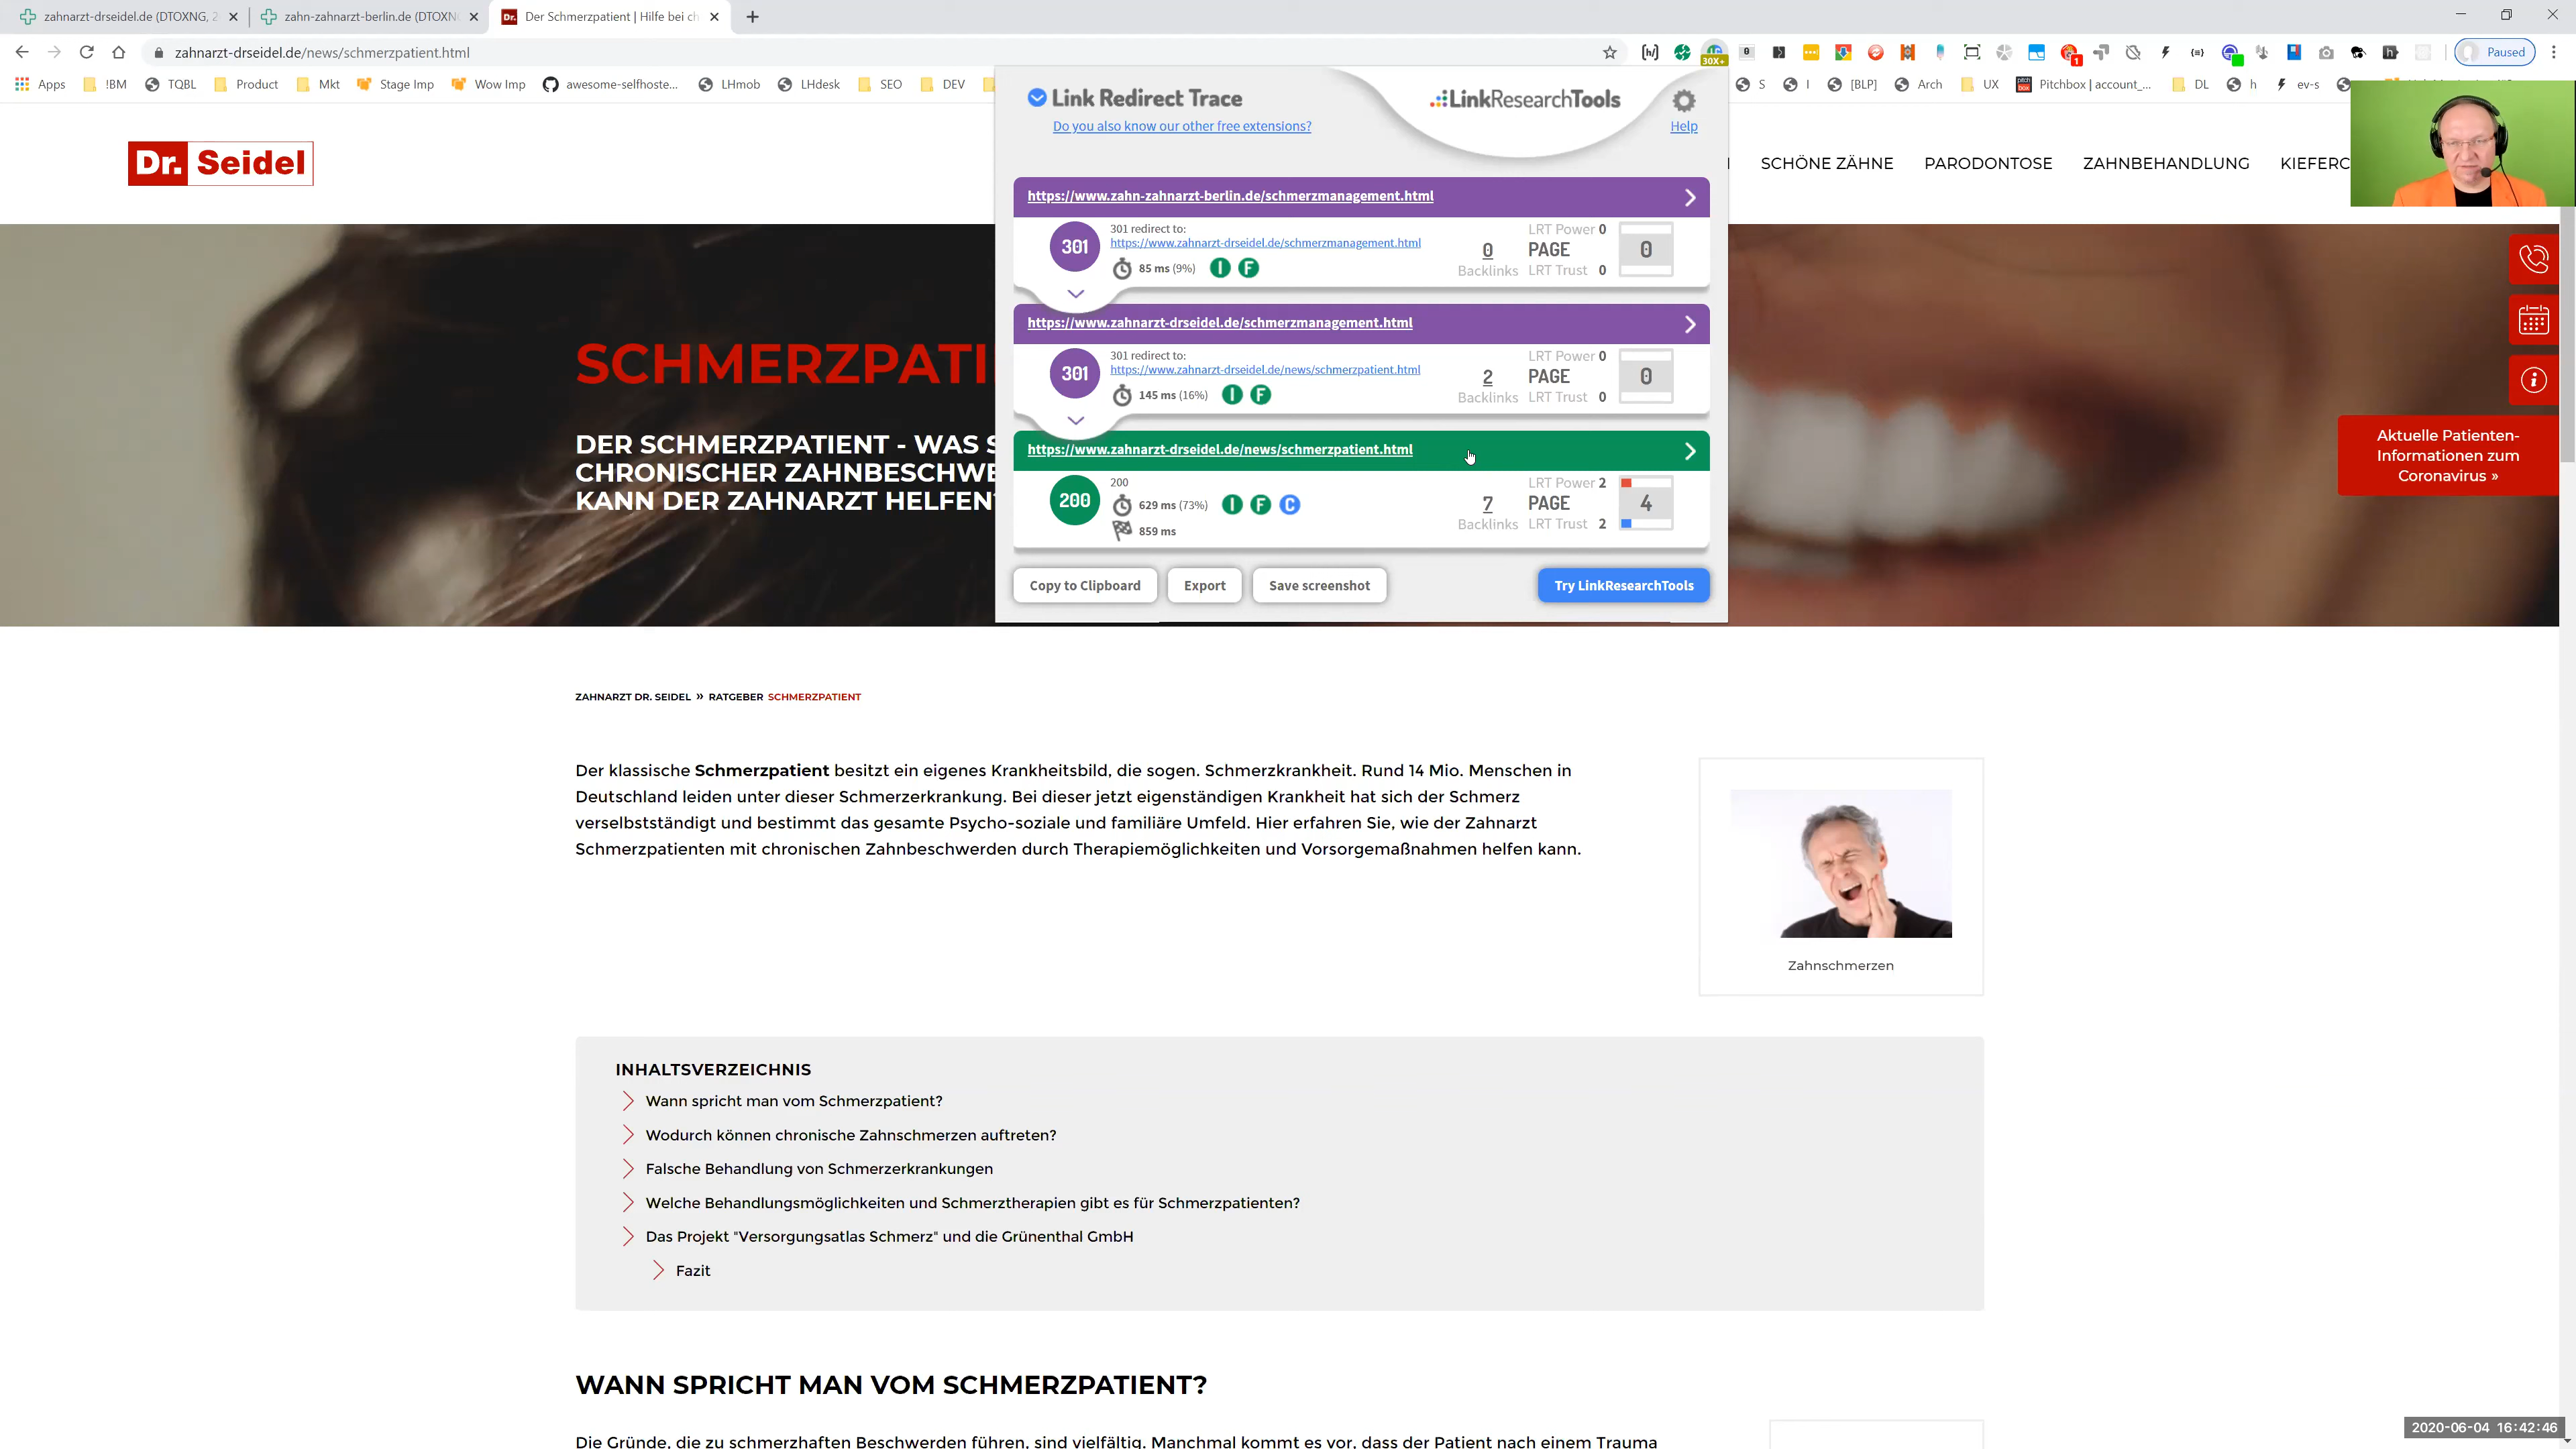 zahnarzt-drseidel.de (DTOXNG, 2
zahn-zahnarzt-berlin.de (DTOXN
Der Schmerzpatient | Hilfe bei ch
zahnarzt-drseidel.de/news/schmerzpatient.html
30X+
Paused
Apps
!BM
TQBL
Product
Mkt
Stage Imp
Wow Imp
awesome-selfhoste...
LHmob
LHdesk
SEO
DEV
S
I
[BLP]
Arch
UX
Pitchbox | account_...
DL
h
ev-s
Dr. Seidel
SCHÖNE ZÄHNE
PARODONTOSE
ZAHNBEHANDLUNG
KIEFERC
Link Redirect Trace
Do you also know our other free extensions?
LinkResearchTools
Help
https://www.zahn-zahnarzt-berlin.de/schmerzmanagement.html
301
301 redirect to:
https://www.zahnarzt-drseidel.de/schmerzmanagement.html
85 ms (9%) I F
0
Backlinks
LRT Power 0
PAGE
LRT Trust 0
0
https://www.zahnarzt-drseidel.de/schmerzmanagement.html
301
301 redirect to:
https://www.zahnarzt-drseidel.de/news/schmerzpatient.html
145 ms (16%) I F
2
Backlinks
LRT Power 0
PAGE
LRT Trust 0
0
https://www.zahnarzt-drseidel.de/news/schmerzpatient.html
200
200
629 ms (73%) I F C
859 ms
7
Backlinks
LRT Power 2
PAGE
LRT Trust 2
4
Copy to Clipboard
Export
Save screenshot
Try LinkResearchTools
SCHMERZPATI
DER SCHMERZPATIENT - WAS S
CHRONISCHER ZAHNBESCHWE
KANN DER ZAHNARZT HELFEN?
Aktuelle Patienten-
Informationen zum
Coronavirus »
ZAHNARZT DR. SEIDEL » RATGEBER SCHMERZPATIENT
Der klassische Schmerzpatient besitzt ein eigenes Krankheitsbild, die sogen. Schmerzkrankheit. Rund 14 Mio. Menschen in
Deutschland leiden unter dieser Schmerzerkrankung. Bei dieser jetzt eigenständigen Krankheit hat sich der Schmerz
verselbstständigt und bestimmt das gesamte Psycho-soziale und familiäre Umfeld. Hier erfahren Sie, wie der Zahnarzt
Schmerzpatienten mit chronischen Zahnbeschwerden durch Therapiemöglichkeiten und Vorsorgemaßnahmen helfen kann.
Zahnschmerzen
INHALTSVERZEICHNIS
Wann spricht man vom Schmerzpatient?
Wodurch können chronische Zahnschmerzen auftreten?
Falsche Behandlung von Schmerzerkrankungen
Welche Behandlungsmöglichkeiten und Schmerztherapien gibt es für Schmerzpatienten?
Das Projekt "Versorgungsatlas Schmerz" und die Grünenthal GmbH
Fazit
WANN SPRICHT MAN VOM SCHMERZPATIENT?
Die Gründe, die zu schmerzhaften Beschwerden führen, sind vielfältig. Manchmal kommt es vor, dass der Patient nach einem Trauma
2020-06-04 16:42:46